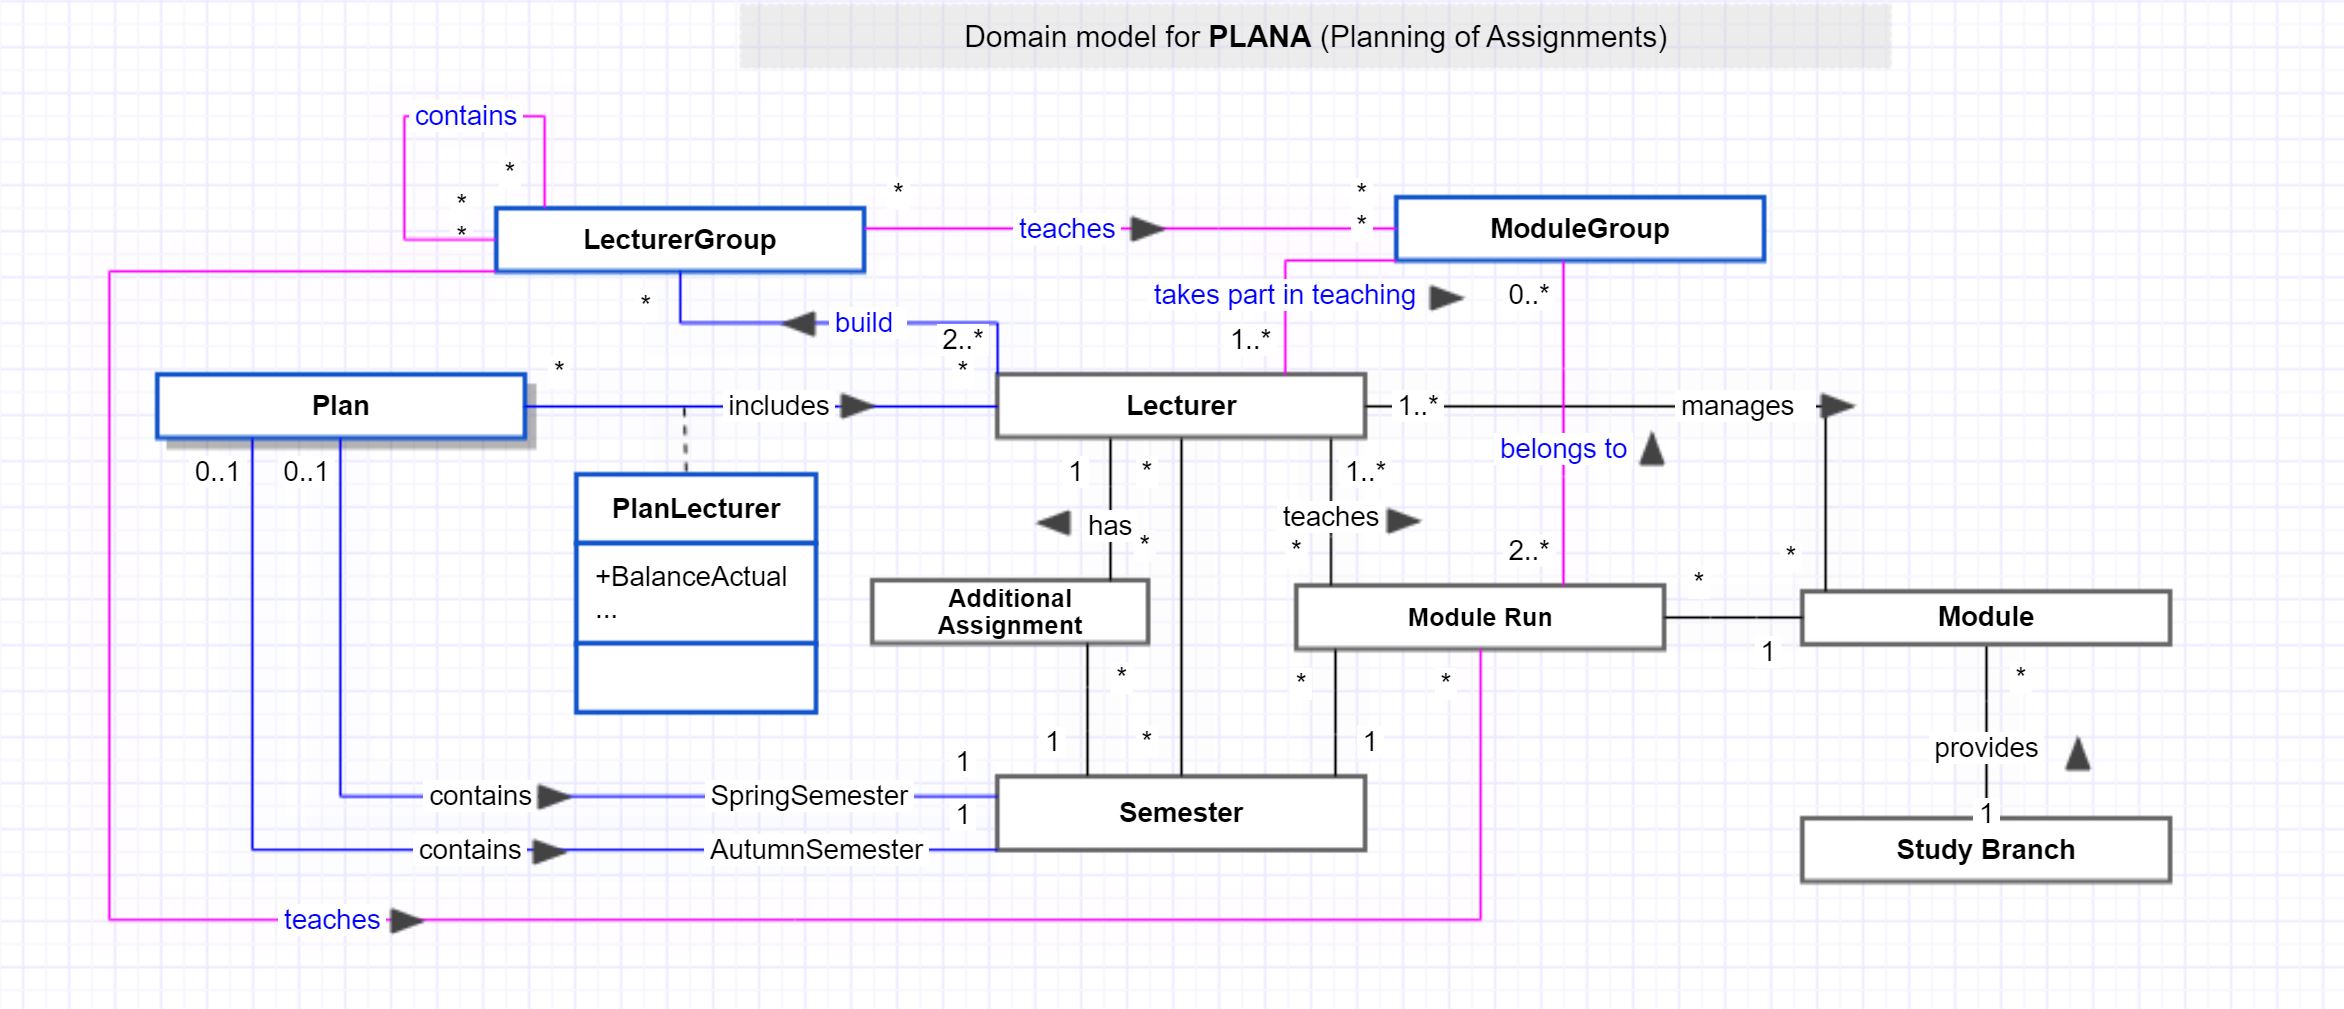 Domain model for PLANA (Planning of Assignments)
contains
*
*
*
LecturerGroup
*
teaches
*
*
ModuleGroup
*
build
2..*
*
takes part in teaching
1..*
0..*
Plan
*
includes
Lecturer
1..*
manages
belongs to
0..1
0..1
PlanLecturer
+BalanceActual
...
1
*
has
*
1..*
teaches
*
2..*
*
*
Additional
Assignment
Module Run
1
Module
*
1
*
*
1
*
*
provides
1
Study Branch
contains
SpringSemester
1
1
Semester
contains
AutumnSemester
teaches